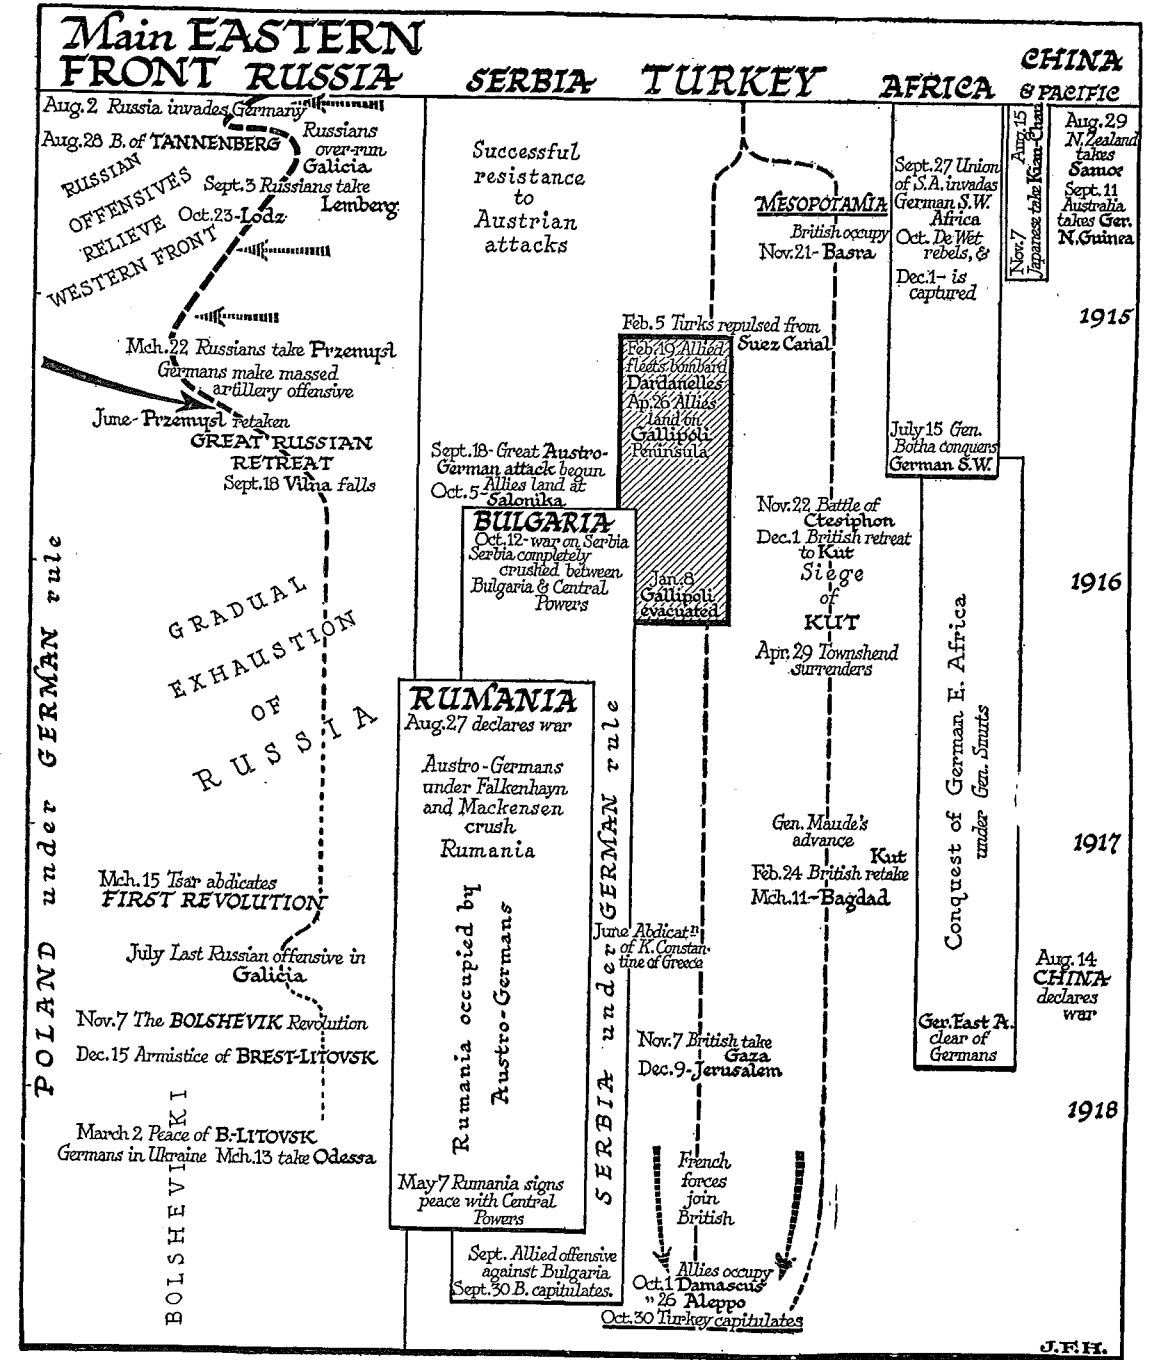 Main EASTERN
FRONT RUSSIA
Aug. 2 Russia invades Germany
Aug. 28 B. of TANNENBERG
Russians
over-run
Galicia
RUSSIAN
OFFENSIVES
RELIEVE
WESTERN FRONT
Sept. 3 Russians take
Lemberg
Oct. 23-Lodz
Mch. 22 Russians take Przemysl
Germans make massed
artillery offensive
June-Przemysl retaken
GREAT RUSSIAN
RETREAT
Sept. 18 Vilna falls
POLAND under GERMAN rule
GRADUAL
EXHAUSTION
OF
RUSSIA
Mch. 15 Tsar abdicates
FIRST REVOLUTION
July Last Russian offensive in
Galicia
Nov. 7 The BOLSHEVIK Revolution
Dec. 15 Armistice of BREST-LITOVSK
BOLSHEVIKI
March 2 Peace of B.-LITOVSK
Germans in Ukraine Mch. 13 take Odessa
SERBIA
Successful
resistance
to
Austrian
attacks
Sept. 18-Great Austro-
German attack begun
Oct. 5-Allies land at
Salonika
BULGARIA
Oct. 12-war on Serbia
Serbia completely
crushed between
Bulgaria & Central
Powers
RUMANIA
Aug. 27 declares war
Austro-Germans
under Falkenhayn
and Mackensen
crush
Rumania
Rumania occupied by
Austro-Germans
May 7 Rumania signs
peace with Central
Powers
SERBIA under GERMAN rule
Sept. Allied offensive
against Bulgaria
Sept. 30 B. capitulates.
TURKEY
MESOPOTAMIA
British occupy
Nov. 21-Basra
Feb. 5 Turks repulsed from
Suez Canal
Feb. 19 Allied
fleets bombard
Dardanelles
Ap. 26 Allies
land on
Gallipoli
Peninsula
Jan. 8
Gallipoli
evacuated
Nov. 22 Battle of
Ctesiphon
Dec. 1 British retreat
to Kut
Siege
of
KUT
Apr. 29 Townshend
surrenders
Gen. Maude's
advance
Kut
Feb. 24 British retake
Mch. 11-Bagdad
June Abdicatn
of K. Constan-
tine of Greece
Nov. 7 British take
Gaza
Dec. 9-Jerusalem
French
forces
join
British
Allies occupy
Oct. 1 Damascus
" 26 Aleppo
Oct. 30 Turkey capitulates
AFRICA
Sept. 27 Union
of S.A. invades
German S.W.
Africa
Oct. De Wet
rebels, &
Dec. 1- is
captured
July 15 Gen.
Botha conquers
German S.W.
Conquest of German E. Africa
under Gen. Smuts
Ger. East A.
clear of
Germans
CHINA
& PACIFIC
Aug. 15
Nov. 7 Japanese take Kiau-Chau
Aug. 29
N. Zealand
takes
Samoa
Sept. 11
Australia
takes Ger.
N. Guinea
1915
1916
1917
Aug. 14
CHINA
declares
war
1918
J.F.H.